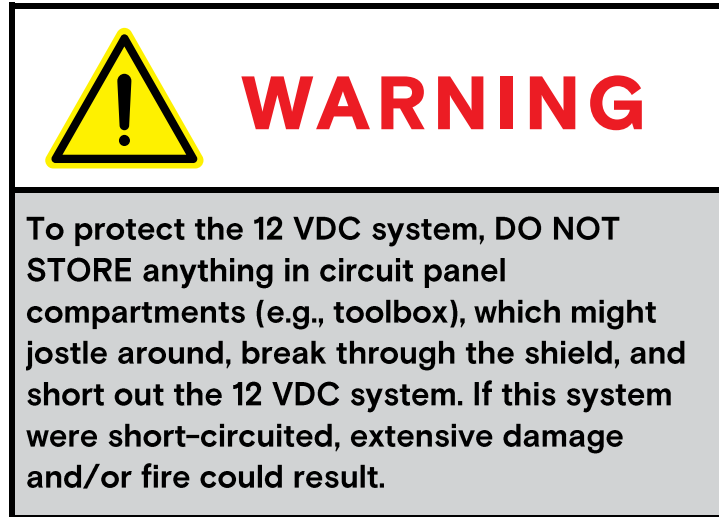 WARNING
To protect the 12 VDC system, DO NOT
STORE anything in circuit panel
compartments (e.g., toolbox), which might
jostle around, break through the shield, and
short out the 12 VDC system. If this system
were short-circuited, extensive damage
and/or fire could result.